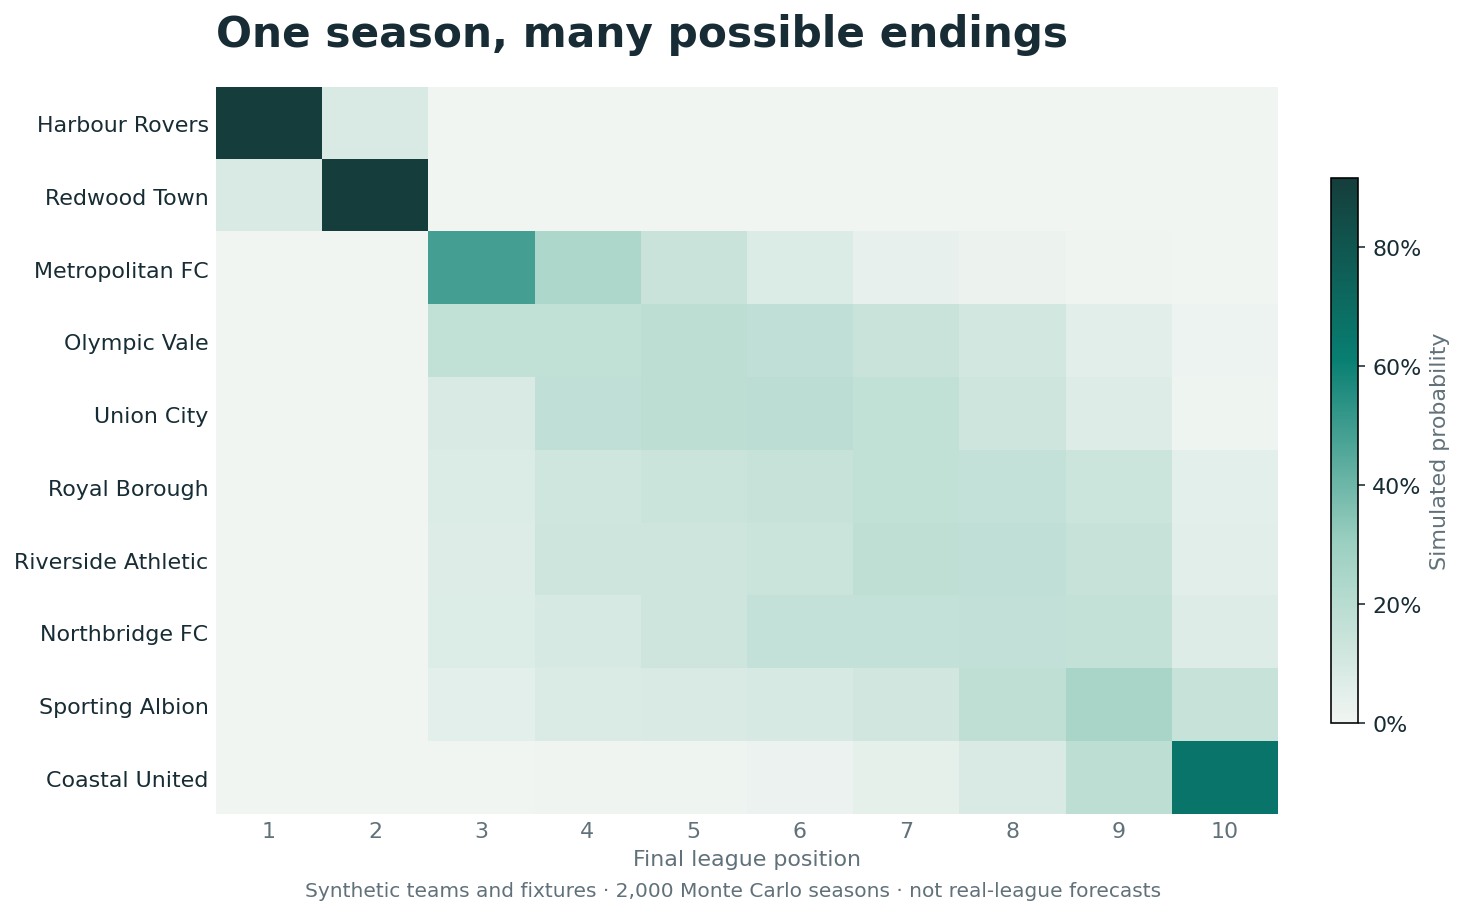 One season, many possible endings
Harbour Rovers
Redwood Town
Metropolitan FC
Olympic Vale
Union City
Royal Borough
Riverside Athletic
Northbridge FC
Sporting Albion
Coastal United
1 2 3 4 5 6 7 8 9 10
Final league position
80%
60%
40%
20%
0%
Simulated probability
Synthetic teams and fixtures · 2,000 Monte Carlo seasons · not real-league forecasts